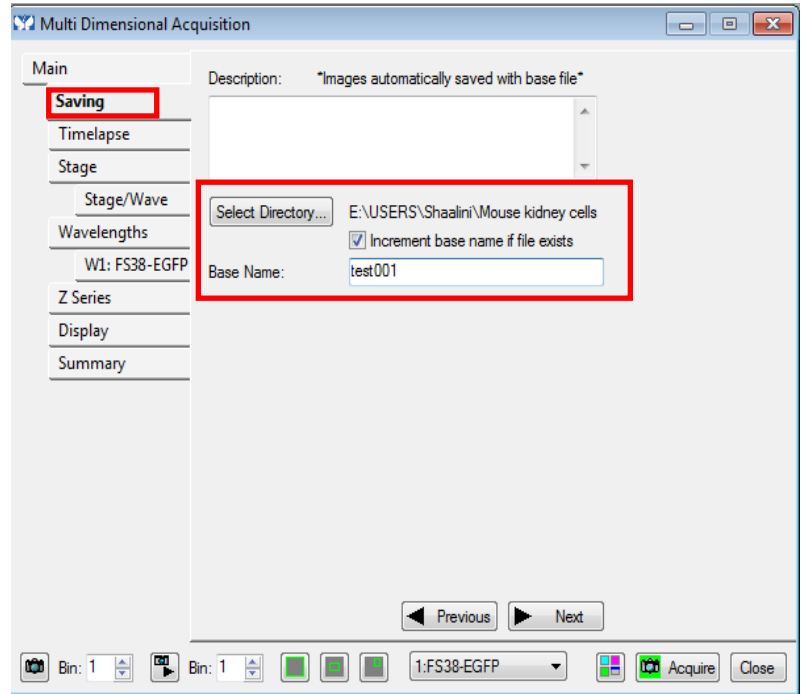 Multi Dimensional Acquisition
Main
Saving
Timelapse
Stage
Stage/Wave
Wavelengths
W1: FS38-EGFP
Z Series
Display
Summary
Description: *Images automatically saved with base file*
Select Directory... E:\USERS\Shaalini\Mouse kidney cells
Increment base name if file exists
Base Name: test001
Previous Next
Bin: 1 Bin: 1 1:FS38-EGFP Acquire Close